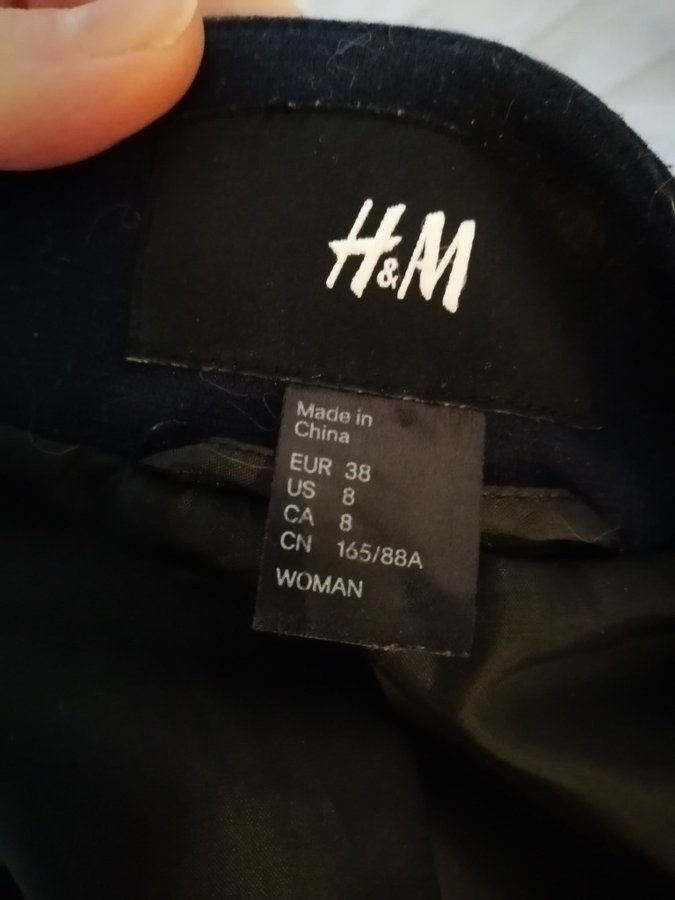 H&M
Made in
China
EUR 38
US 8
CA 8
CN 165/88A
WOMAN